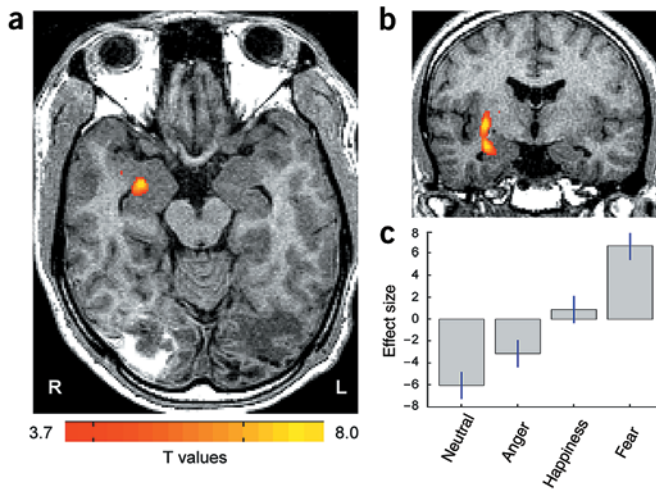 a
R
L
3.7
8.0
T values
b
c
Effect size
8
6
4
2
0
−2
−4
−6
−8
Neutral
Anger
Happiness
Fear